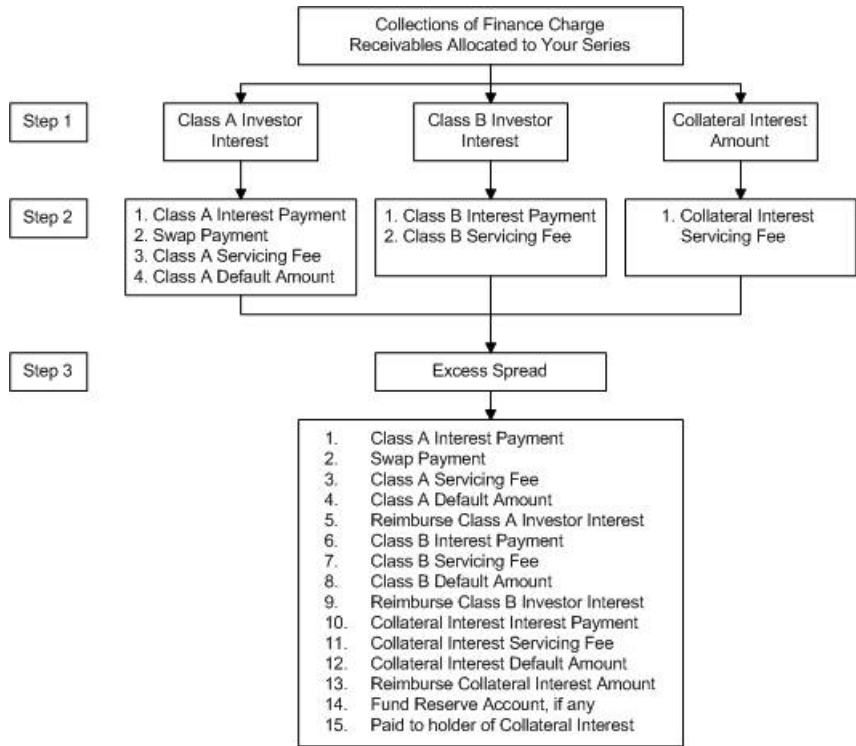 Collections of Finance Charge
Receivables Allocated to Your Series
Step 1
Class A Investor
Interest
Class B Investor
Interest
Collateral Interest
Amount
Step 2
1. Class A Interest Payment
2. Swap Payment
3. Class A Servicing Fee
4. Class A Default Amount
1. Class B Interest Payment
2. Class B Servicing Fee
1. Collateral Interest
Servicing Fee
Step 3
Excess Spread
1. Class A Interest Payment
2. Swap Payment
3. Class A Servicing Fee
4. Class A Default Amount
5. Reimburse Class A Investor Interest
6. Class B Interest Payment
7. Class B Servicing Fee
8. Class B Default Amount
9. Reimburse Class B Investor Interest
10. Collateral Interest Interest Payment
11. Collateral Interest Servicing Fee
12. Collateral Interest Default Amount
13. Reimburse Collateral Interest Amount
14. Fund Reserve Account, if any
15. Paid to holder of Collateral Interest